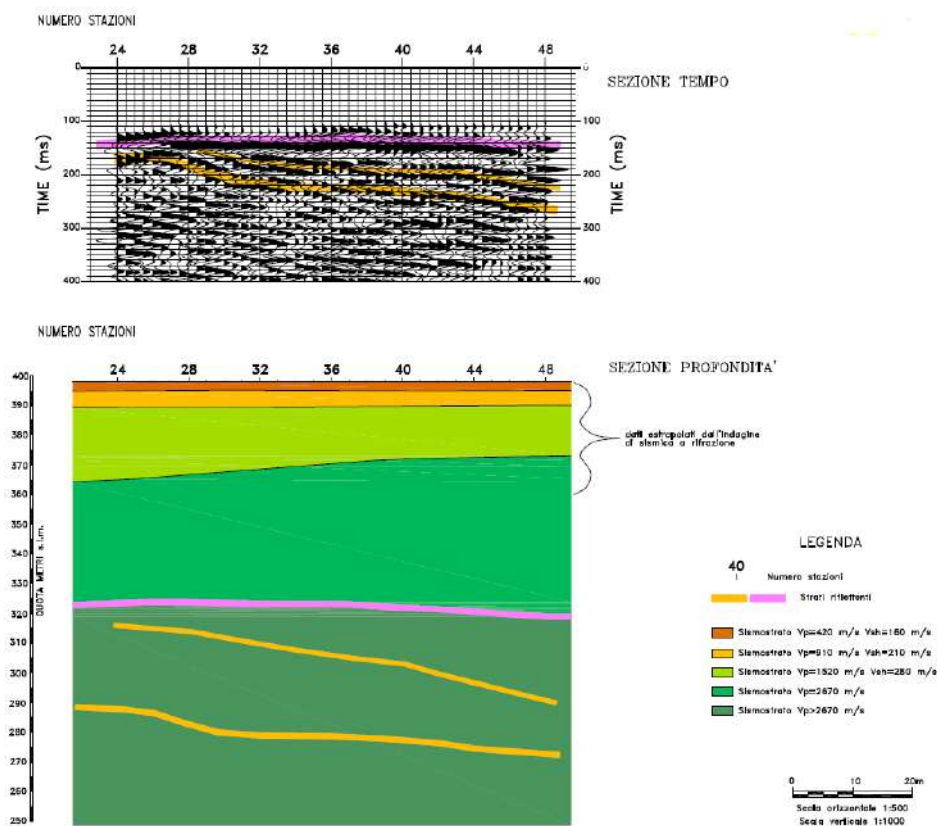 NUMERO STAZIONI
24 28 32 36 40 44 48
0 0
SEZIONE TEMPO
100 100
TIME (ms) TIME (ms)
200 200
300 300
400 400
NUMERO STAZIONI
SEZIONE PROFONDITA'
24 28 32 36 40 44 48
400
390
380
370
360
350
340
330
320
310
300
290
280
270
260
250
QUOTA METRI s.l.m.
dati estrapolati dall'indagine
di sismica a rifrazione
LEGENDA
40
Numero stazioni
Strati riflettenti
Sismostrato Vp=420 m/s Vsh=160 m/s
Sismostrato Vp=910 m/s Vsh=210 m/s
Sismostrato Vp=1520 m/s Vsh=280 m/s
Sismostrato Vp=2670 m/s
Sismostrato Vp>2670 m/s
0 10 20m
Scala orizzontale 1:500
Scala verticale 1:1000